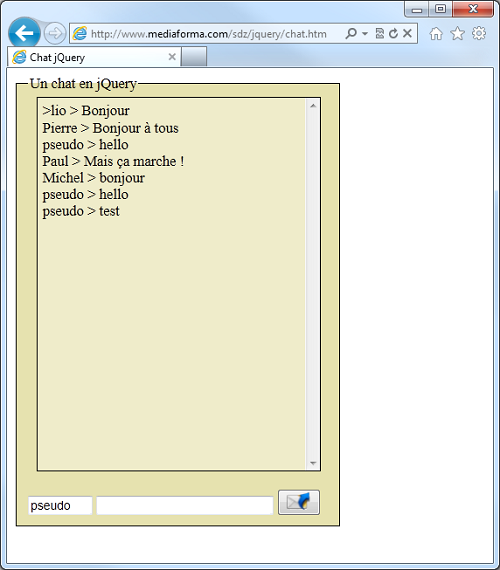 http://www.mediaforma.com/sdz/jquery/chat.htm
Chat jQuery
Un chat en jQuery
>lio > Bonjour
Pierre > Bonjour à tous
pseudo > hello
Paul > Mais ça marche !
Michel > bonjour
pseudo > hello
pseudo > test
pseudo